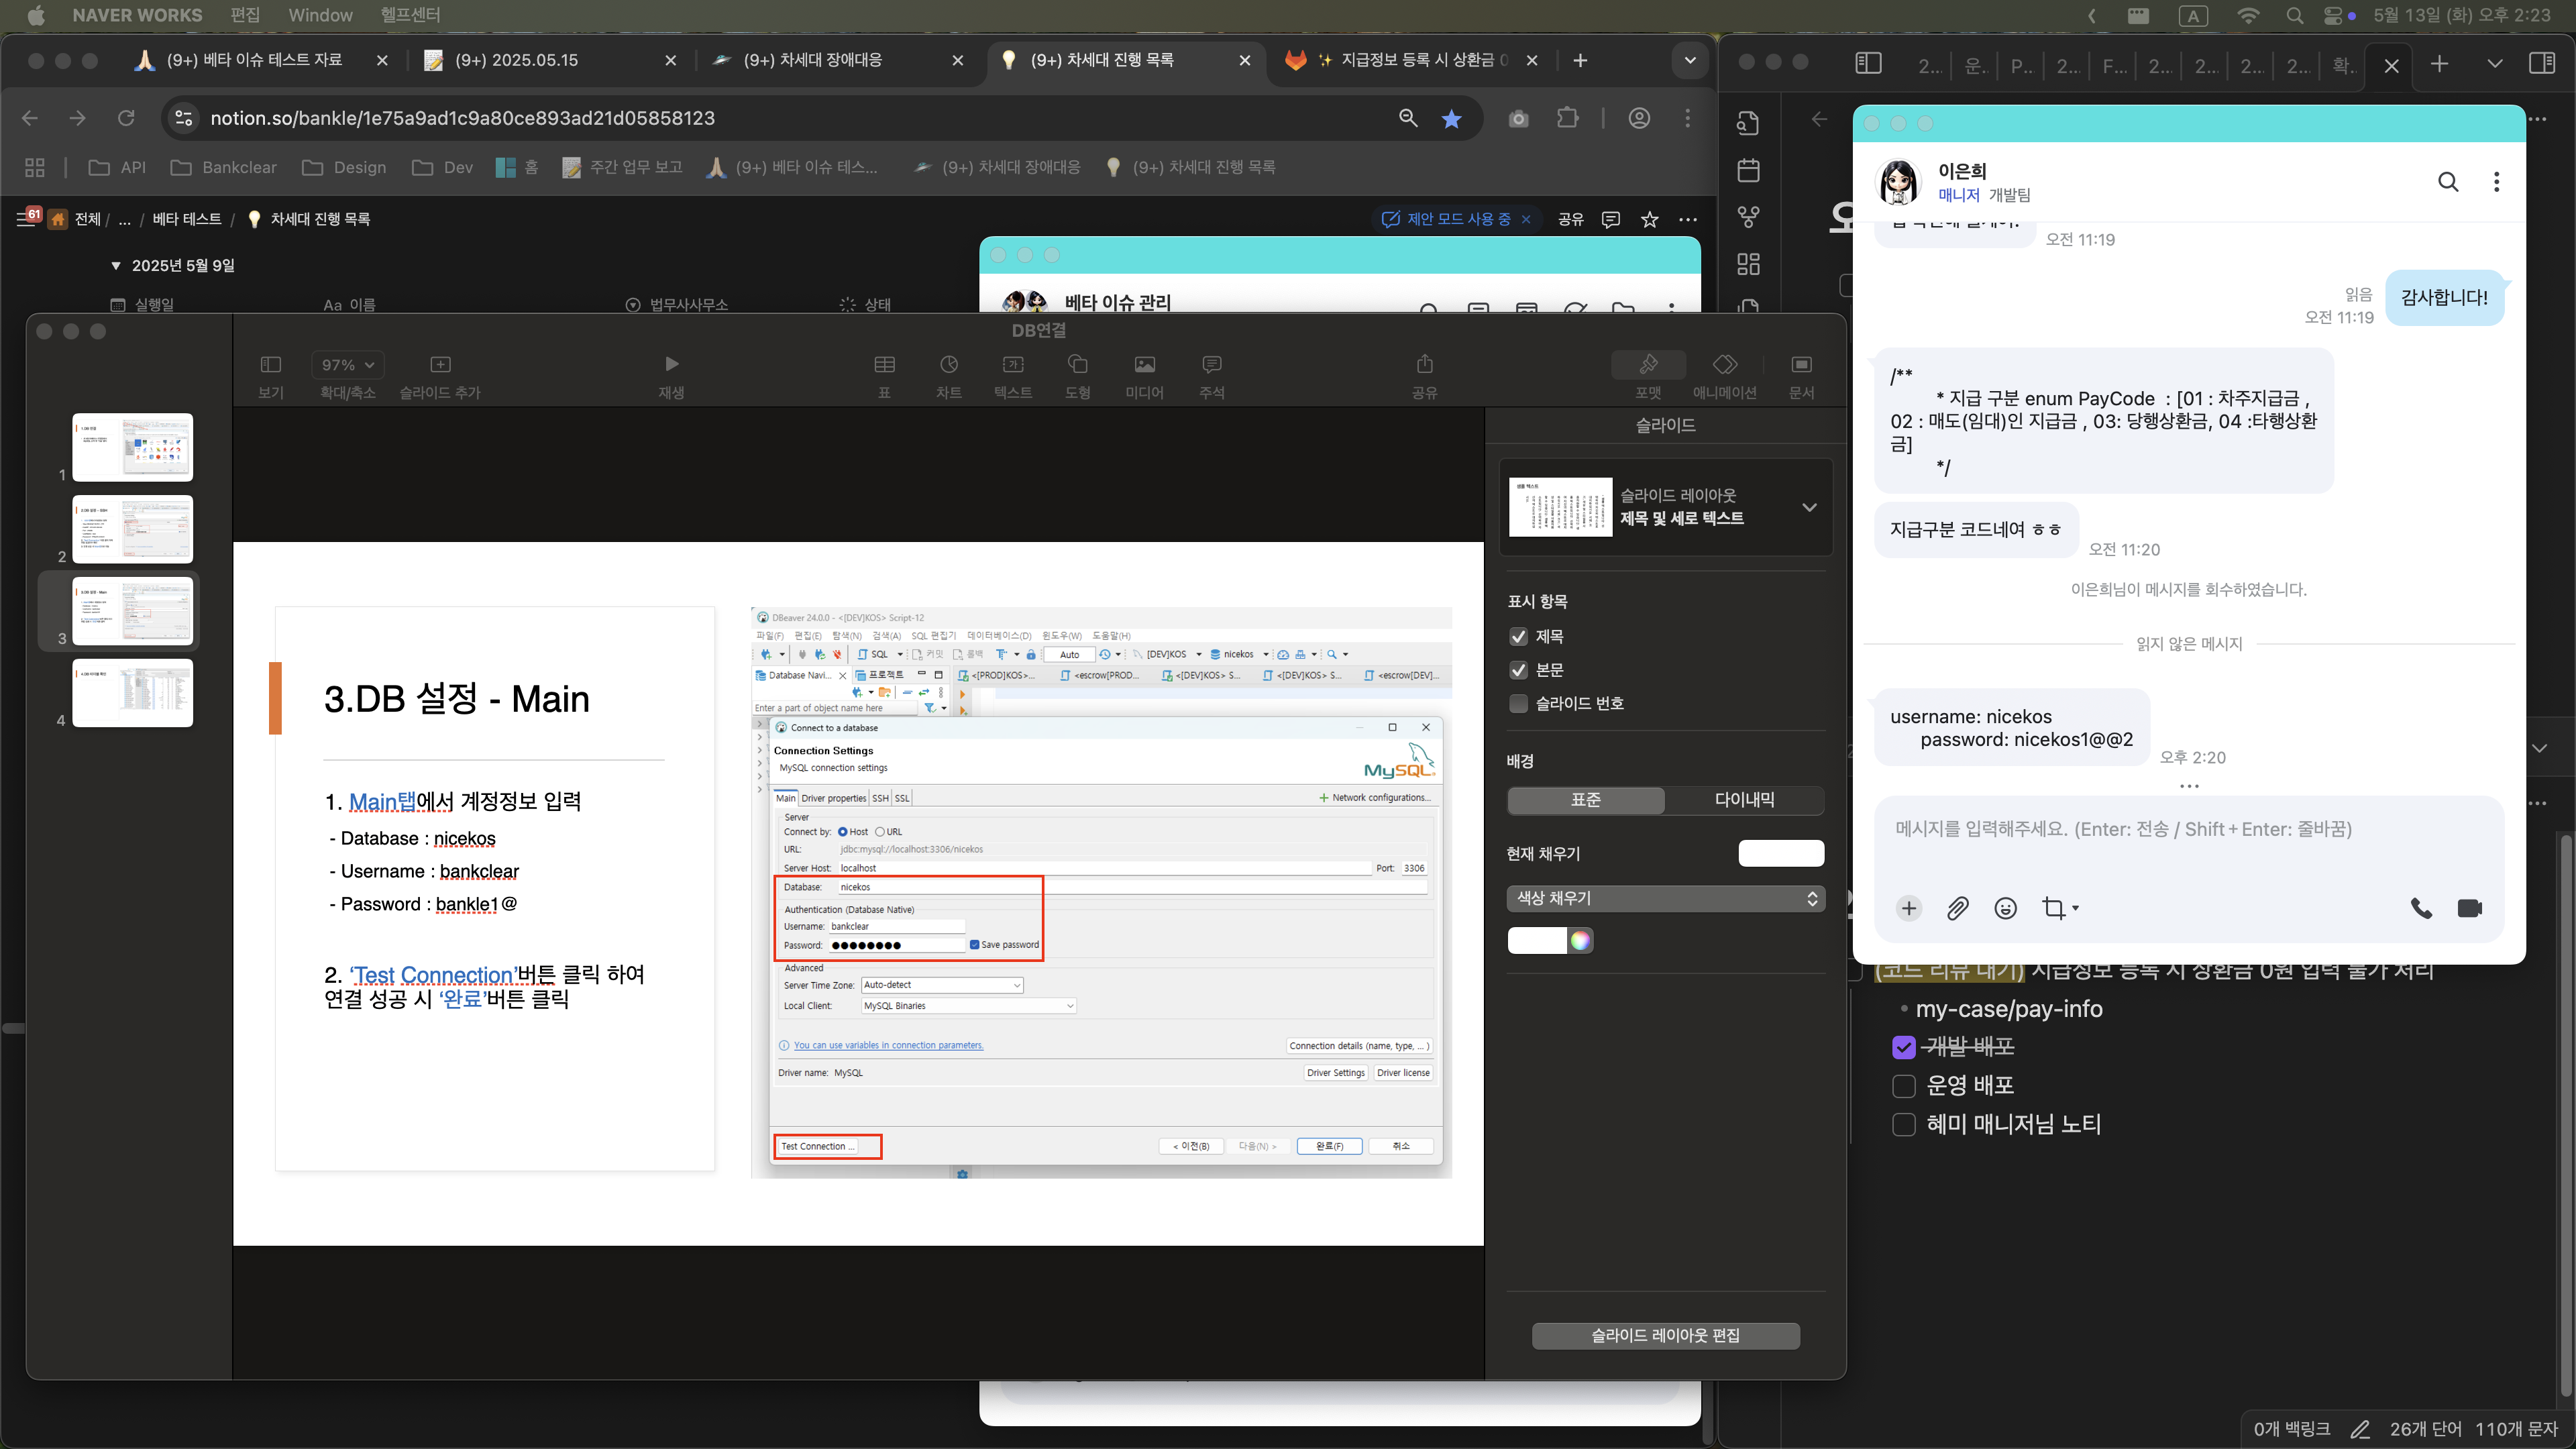 NAVER WORKS 편집 Window 헬프센터
A 5월 13일 (화) 오후 2:23
(9+) 베타 이슈 테스트 자료
(9+) 2025.05.15
(9+) 차세대 장애대응
(9+) 차세대 진행 목록
지급정보 등록 시 상환금 0
notion.so/bankle/1e75a9ad1c9a80ce893ad21d05858123
API Bankclear Design Dev 홈 주간 업무 보고 (9+) 베타 이슈 테스... (9+) 차세대 장애대응 (9+) 차세대 진행 목록
61 전체 / ... / 베타 테스트 / 차세대 진행 목록
제안 모드 사용 중 공유
2025년 5월 9일
실행일 Aa 이름 법무사사무소 상태
베타 이슈 관리
DB연결
97%
보기 확대/축소 슬라이드 추가 재생 표 차트 텍스트 도형 미디어 주석 공유 포맷 애니메이션 문서
1
2
3
4
3.DB 설정 - Main
1. Main탭에서 계정정보 입력
- Database : nicekos
- Username : bankclear
- Password : bankle1@
2. ‘Test Connection’버튼 클릭 하여
연결 성공 시 ‘완료’버튼 클릭
DBeaver 24.0.0 - <[DEV]KOS> Script-12
파일(F) 편집(E) 탐색(N) 검색(A) SQL 편집기 데이터베이스(D) 윈도우(W) 도움말(H)
SQL 커밋 롤백 Auto [DEV]KOS nicekos
Database Navi... 프로젝트 <[PROD]KOS>... <escrow[PROD... <[DEV]KOS> S... <[DEV]KOS> S... <escrow[DEV]...
Enter a part of object name here
Connect to a database
Connection Settings
MySQL connection settings
MySQL
Main Driver properties SSH SSL Network configurations...
Server
Connect by: Host URL
URL: jdbc:mysql://localhost:3306/nicekos
Server Host: localhost Port: 3306
Database: nicekos
Authentication (Database Native)
Username: bankclear
Password: ●●●●●●●● Save password
Advanced
Server Time Zone: Auto-detect
Local Client: MySQL Binaries
You can use variables in connection parameters.
Connection details (name, type, ... )
Driver name: MySQL
Driver Settings Driver license
Test Connection ...
< 이전(B) 다음(N) > 완료(F) 취소
슬라이드
슬라이드 레이아웃
제목 및 세로 텍스트
표시 항목
제목
본문
슬라이드 번호
배경
표준 다이내믹
현재 채우기
색상 채우기
슬라이드 레이아웃 편집
2... 운.. P... 2... F... 2... 2... 2... 2... 확..
이은희
매니저 개발팀
오전 11:19
읽음
오전 11:19
감사합니다!
/**
* 지급 구분 enum PayCode : [01 : 차주지급금 ,
02 : 매도(임대)인 지급금 , 03: 당행상환금, 04 :타행상환
금]
*/
지급구분 코드네여 ㅎㅎ
오전 11:20
이은희님이 메시지를 회수하였습니다.
읽지 않은 메시지
username: nicekos
password: nicekos1@@2
오후 2:20
메시지를 입력해주세요. (Enter: 전송 / Shift + Enter: 줄바꿈)
(코드 리뷰 대기) 지급정보 등록 시 상환금 0원 입력 불가 처리
my-case/pay-info
개발 배포
운영 배포
혜미 매니저님 노티
0개 백링크 26개 단어 110개 문자